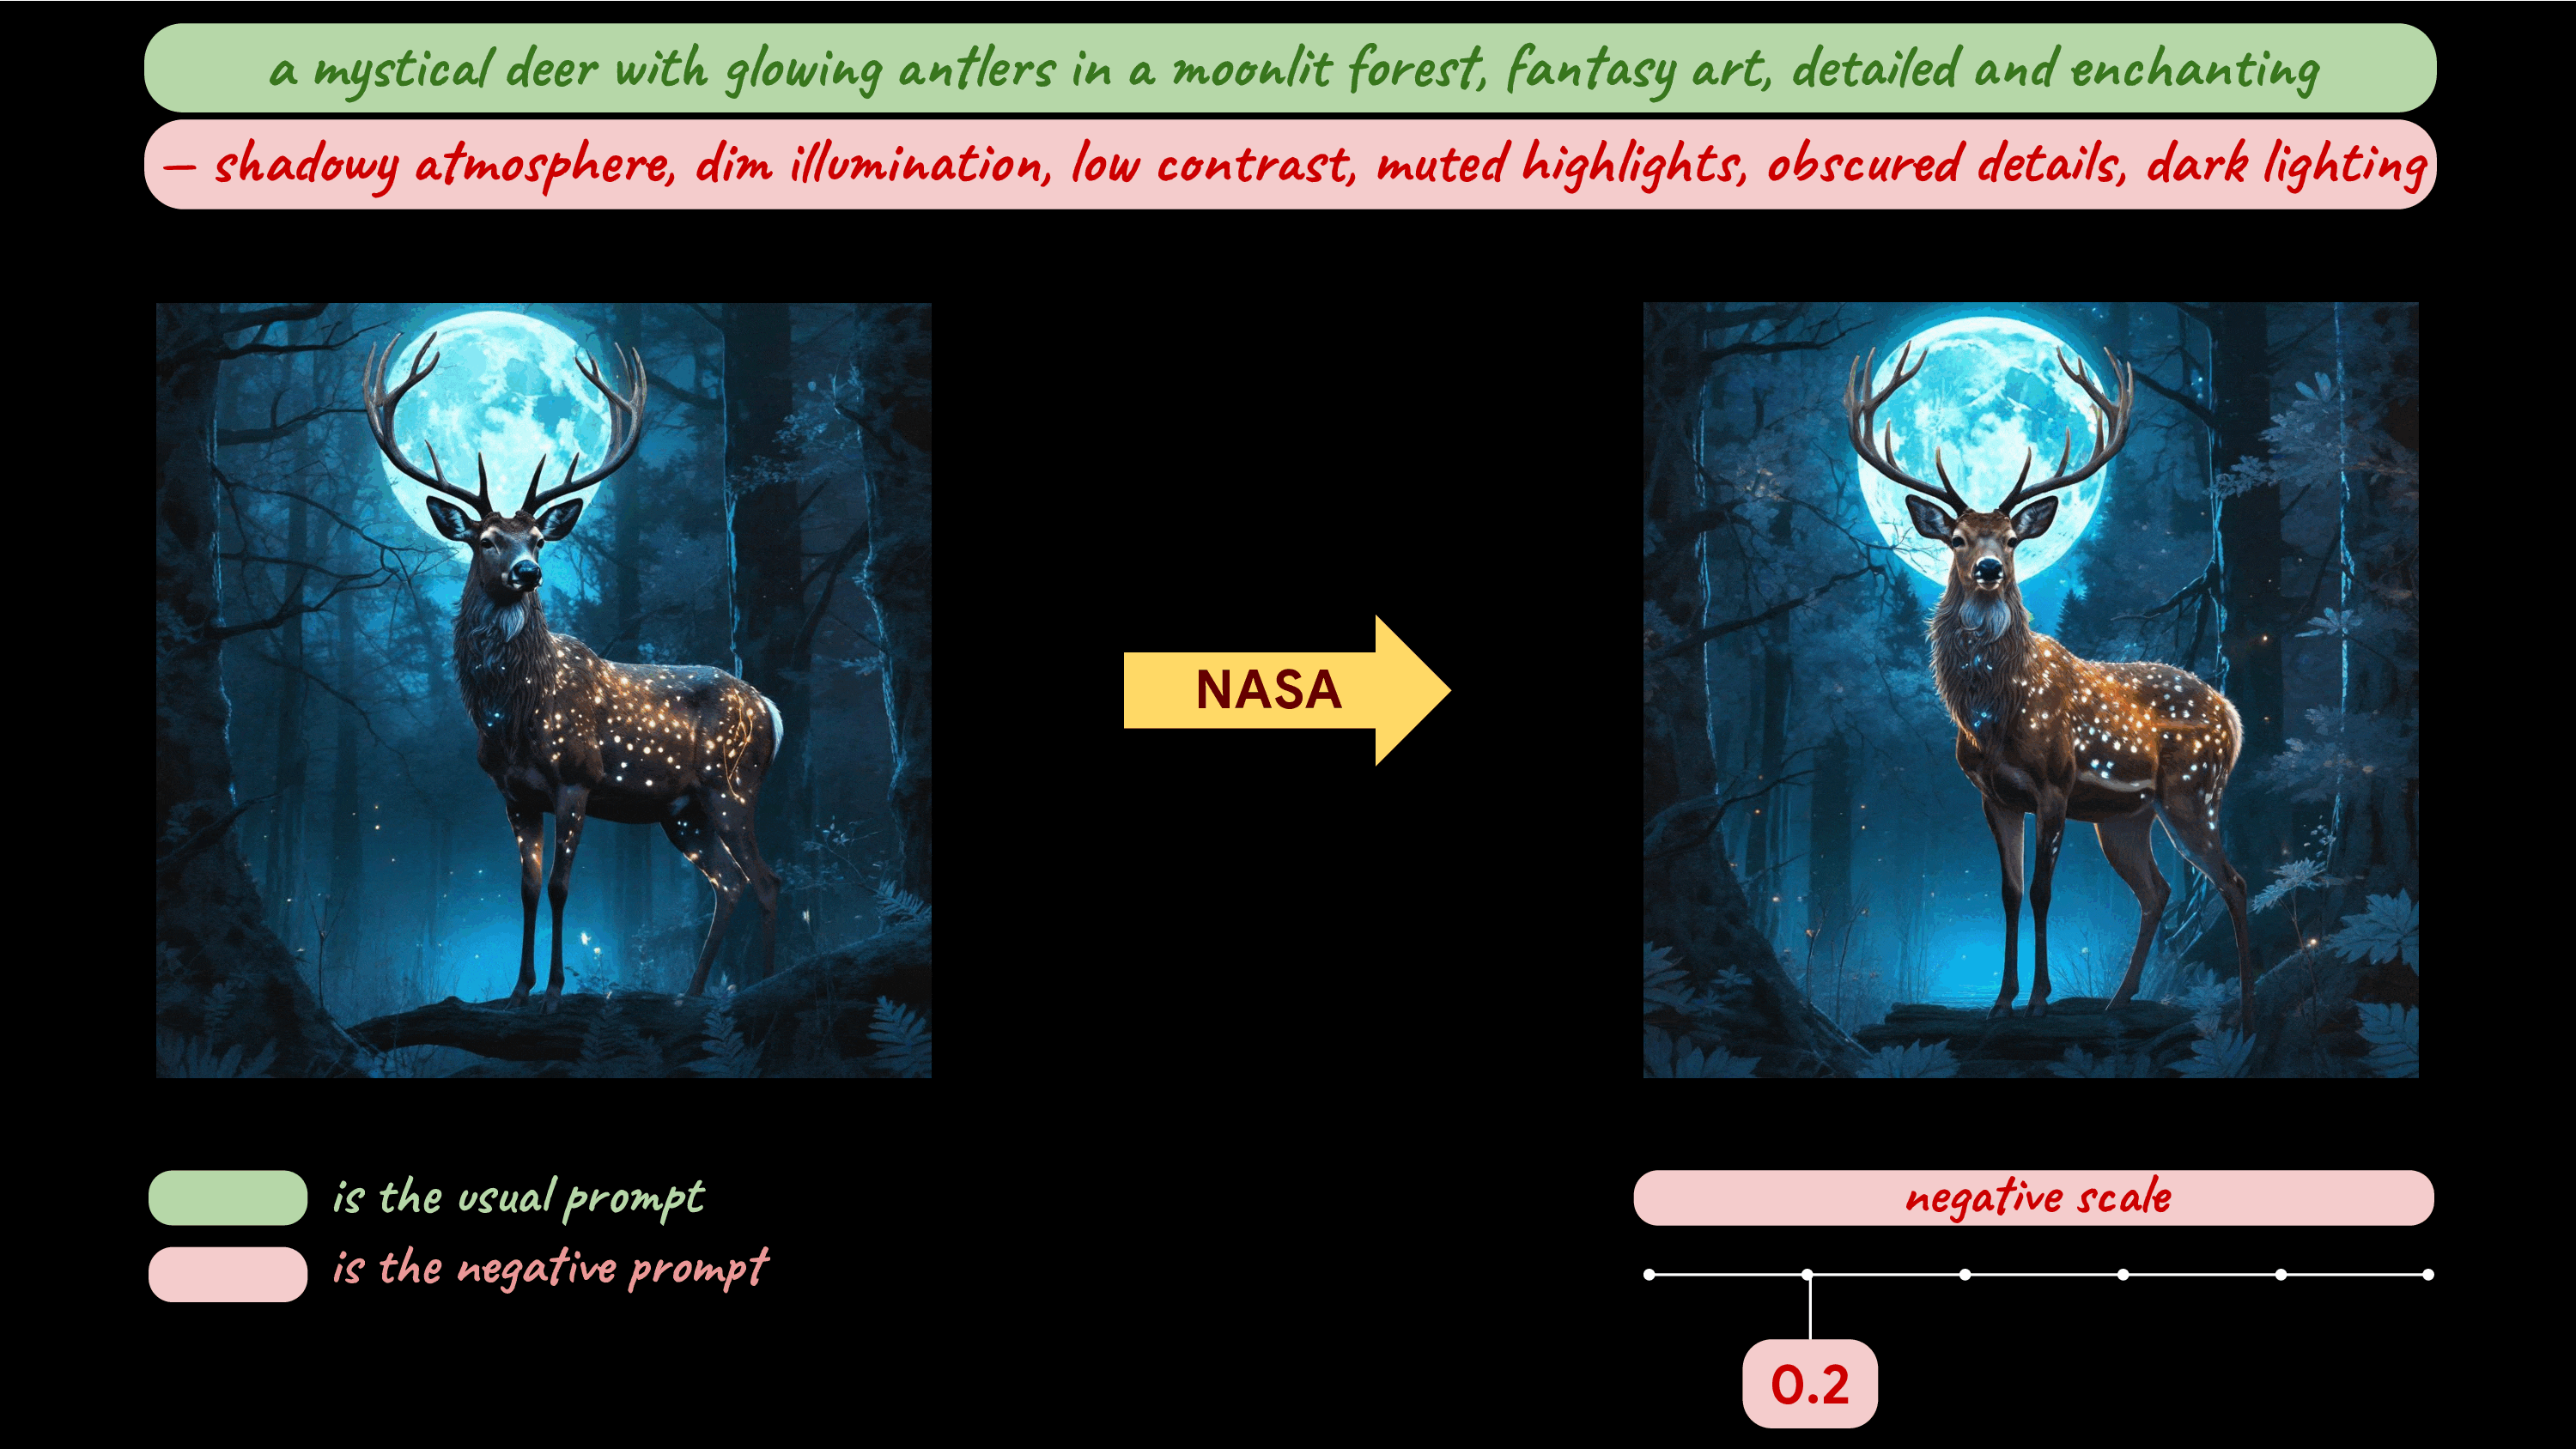 a mystical deer with glowing antlers in a moonlit forest, fantasy art, detailed and enchanting
– shadowy atmosphere, dim illumination, low contrast, muted highlights, obscured details, dark lighting
NASA
is the usual prompt
is the negative prompt
negative scale
0.2